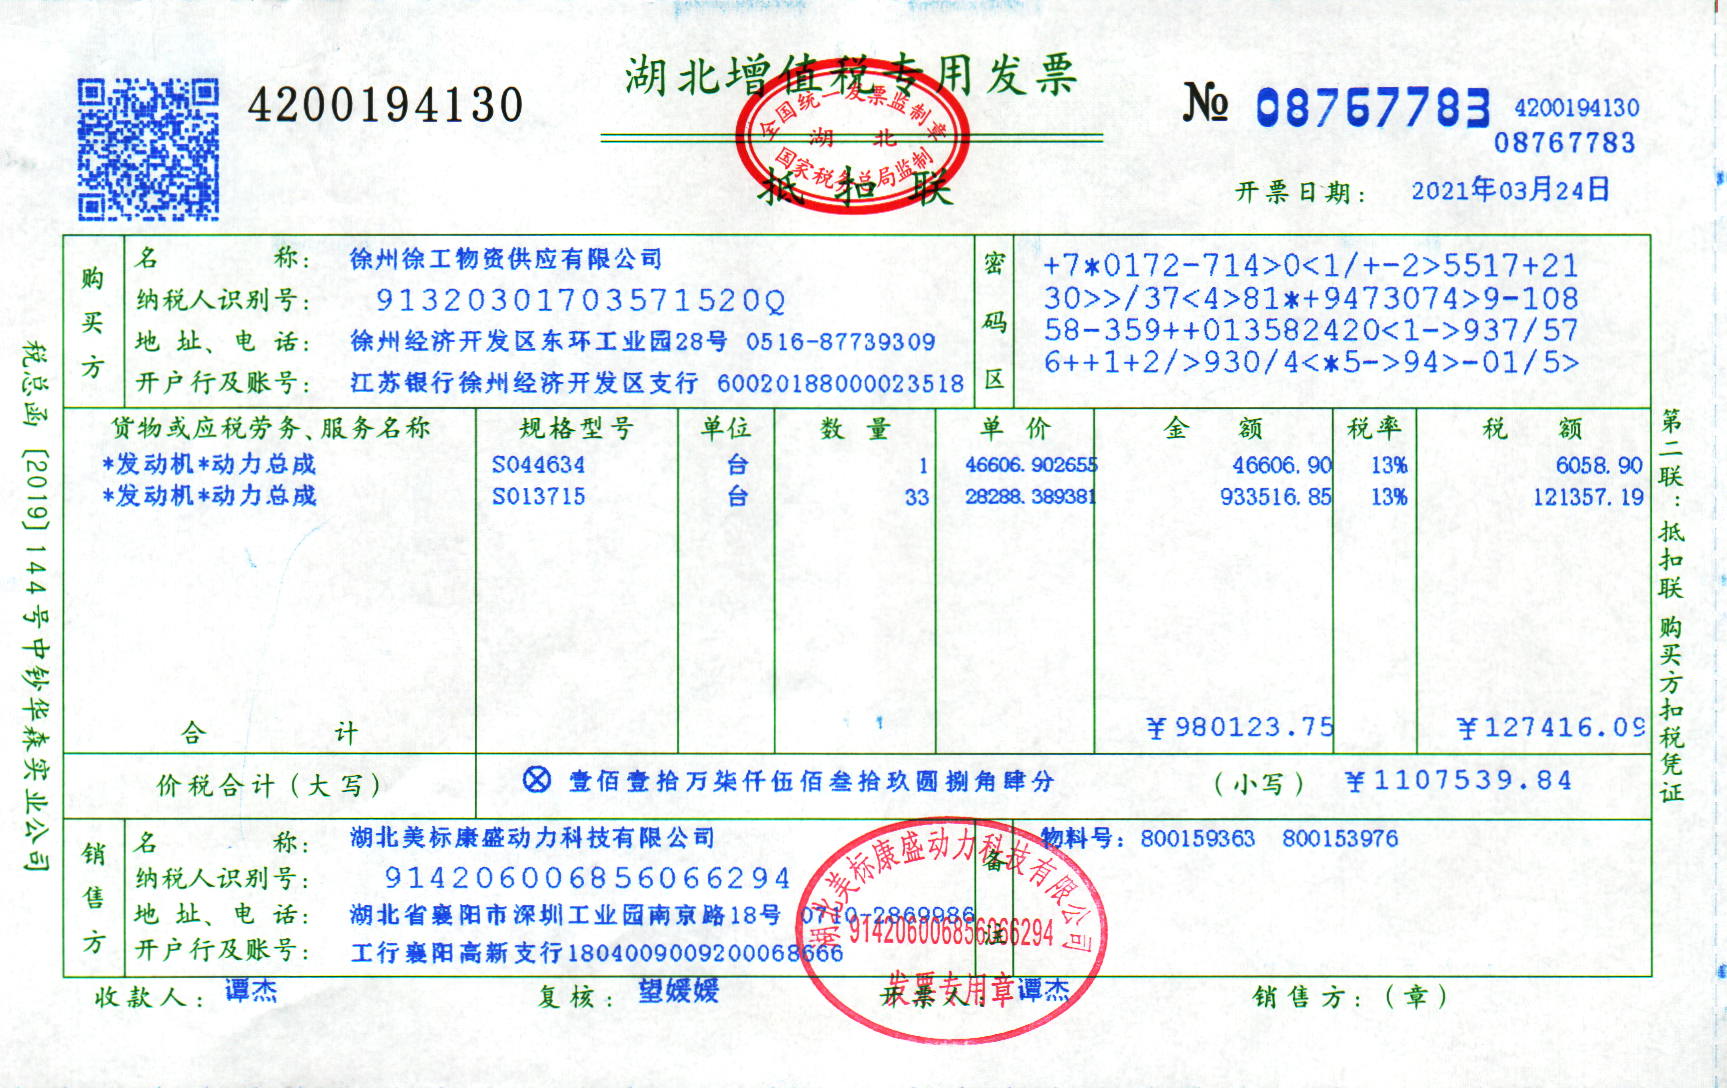 湖北增值税专用发票
4200194130
№ 08767783
4200194130
08767783
全国统一发票监制章
湖 北
国家税务总局监制
抵扣联
开票日期： 2021年03月24日
购买方
名 称： 徐州徐工物资供应有限公司
纳税人识别号： 91320301703571520Q
地 址、电 话： 徐州经济开发区东环工业园28号 0516-87739309
开户行及账号： 江苏银行徐州经济开发区支行 60020188000023518
密码区
+7*0172-714>0<1/+-2>5517+21
30>>/37<4>81*+9473074>9-108
58-359++013582420<1->937/57
6++1+2/>930/4<*5->94>-01/5>
货物或应税劳务、服务名称 规格型号 单位 数 量 单 价 金 额 税率 税 额
*发动机*动力总成 S044634 台 1 46606.902655 46606.90 13% 6058.90
*发动机*动力总成 S013715 台 33 28288.389381 933516.85 13% 121357.19
合 计 ￥980123.75 ￥127416.09
价税合计（大写） ⊗壹佰壹拾万柒仟伍佰叁拾玖圆捌角肆分 （小写） ￥1107539.84
销售方
名 称： 湖北美标康盛动力科技有限公司
纳税人识别号： 914206006856066294
地 址、电 话： 湖北省襄阳市深圳工业园南京路18号 0710-2869986
开户行及账号： 工行襄阳高新支行1804009009200068666
备注
物料号：800159363 800153976
湖北美标康盛动力科技有限公司
914206006856066294
发票专用章
收款人： 谭杰 复核： 望媛媛 开票人： 谭杰 销售方：（章）
税总函［2019］144号中钞华森实业公司
第二联：抵扣联 购买方扣税凭证